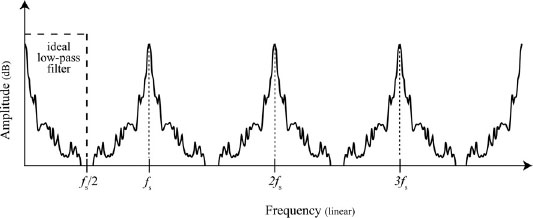 Amplitude (dB)
ideal
low-pass
filter
fs/2
fs
2fs
3fs
Frequency (linear)